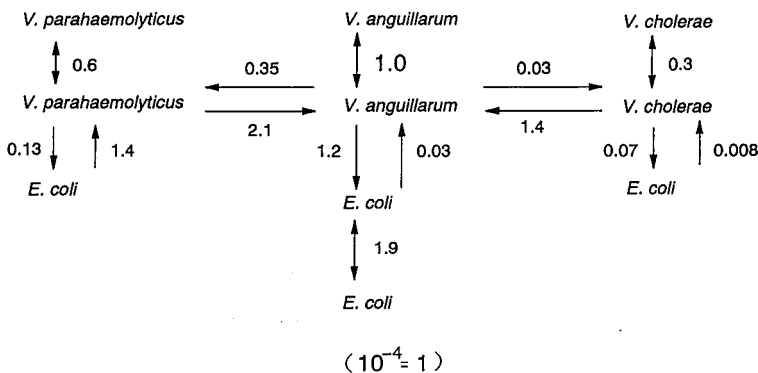 V. parahaemolyticus V. anguillarum V. cholerae
0.6 1.0 0.3
0.35 0.03
V. parahaemolyticus V. anguillarum V. cholerae
2.1 1.4
0.13 1.4 1.2 0.03 0.07 0.008
E. coli E. coli
E. coli
1.9
E. coli
(10⁻⁴= 1)